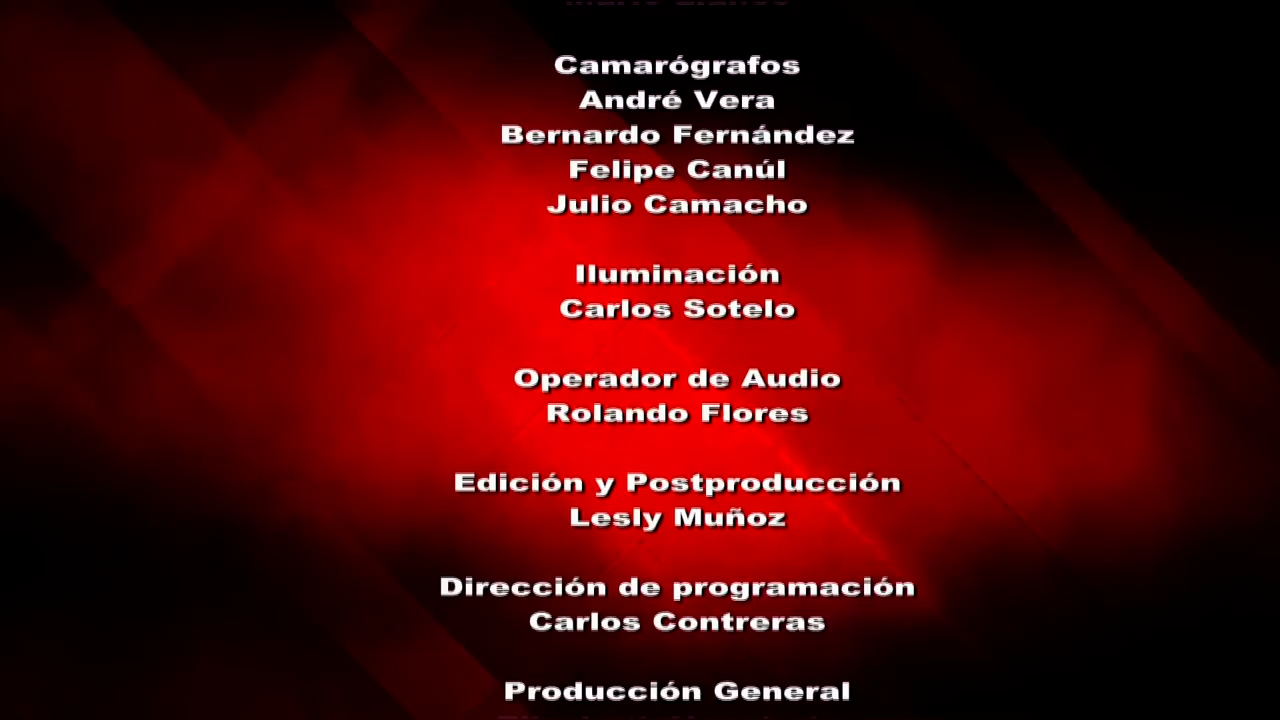 Camarógrafos
André Vera
Bernardo Fernández
Felipe Canúl
Julio Camacho
Iluminación
Carlos Sotelo
Operador de Audio
Rolando Flores
Edición y Postproducción
Lesly Muñoz
Dirección de programación
Carlos Contreras
Producción General